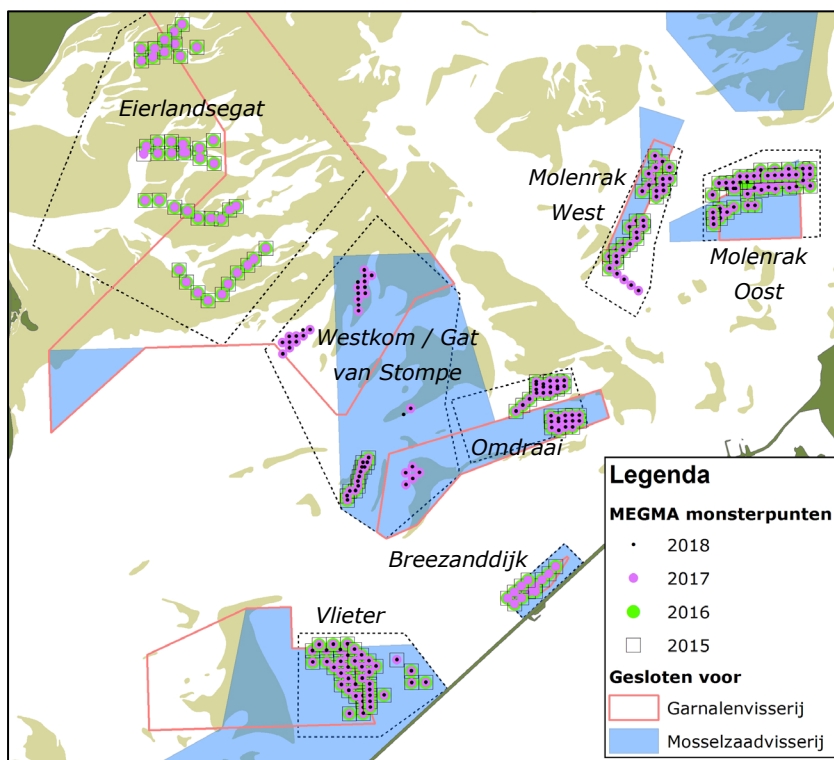 Eierlandsegat
Molenrak
West
Molenrak
Oost
Westkom / Gat
van Stompe
Omdraai
Breezanddijk
Vlieter
Legenda
MEGMA monsterpunten
2018
2017
2016
2015
Gesloten voor
Garnalenvisserij
Mosselzaadvisserij